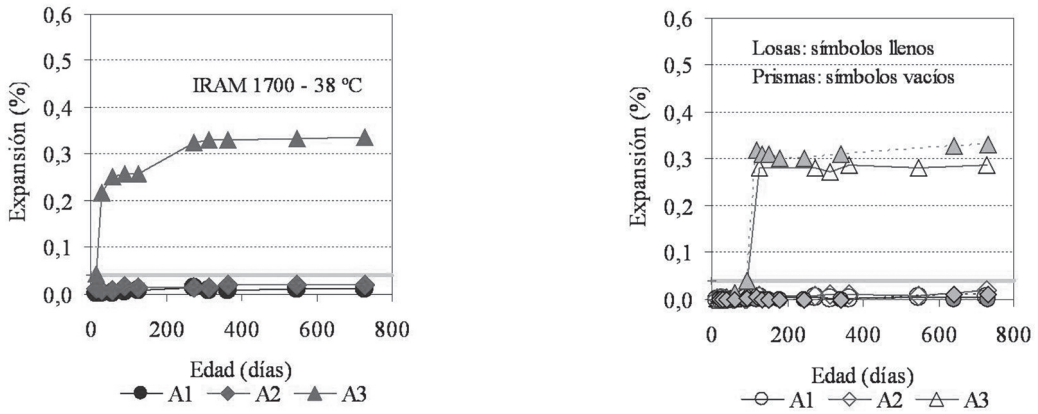 0,6
0,5
0,4
0,3
0,2
0,1
0,0
Expansión (%)
IRAM 1700 - 38 ºC
0 200 400 600 800
Edad (días)
A1 A2 A3
0,6
0,5
0,4
0,3
0,2
0,1
0,0
Expansión (%)
Losas: símbolos llenos
Prismas: símbolos vacíos
0 200 400 600 800
Edad (días)
A1 A2 A3